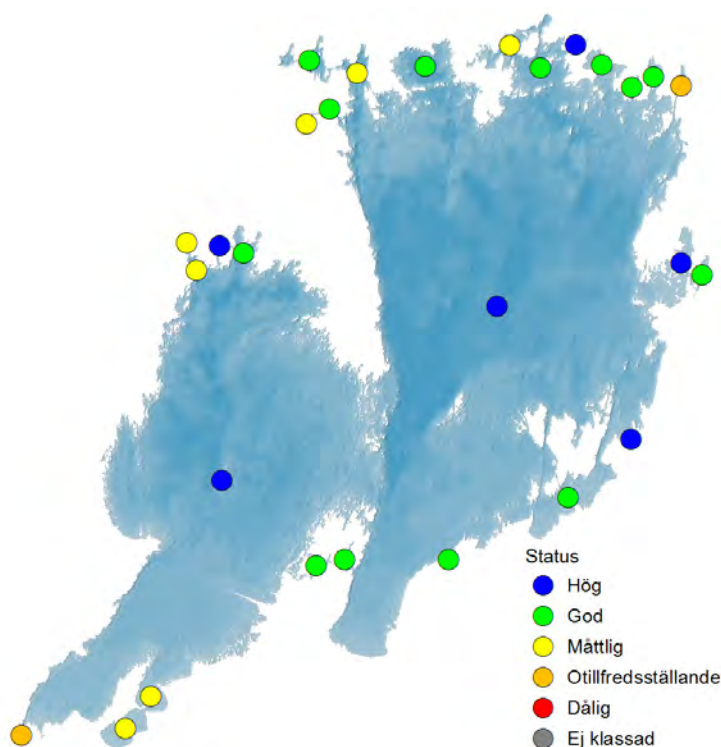 Status
Hög
God
Måttlig
Otillfredsställande
Dålig
Ej klassad